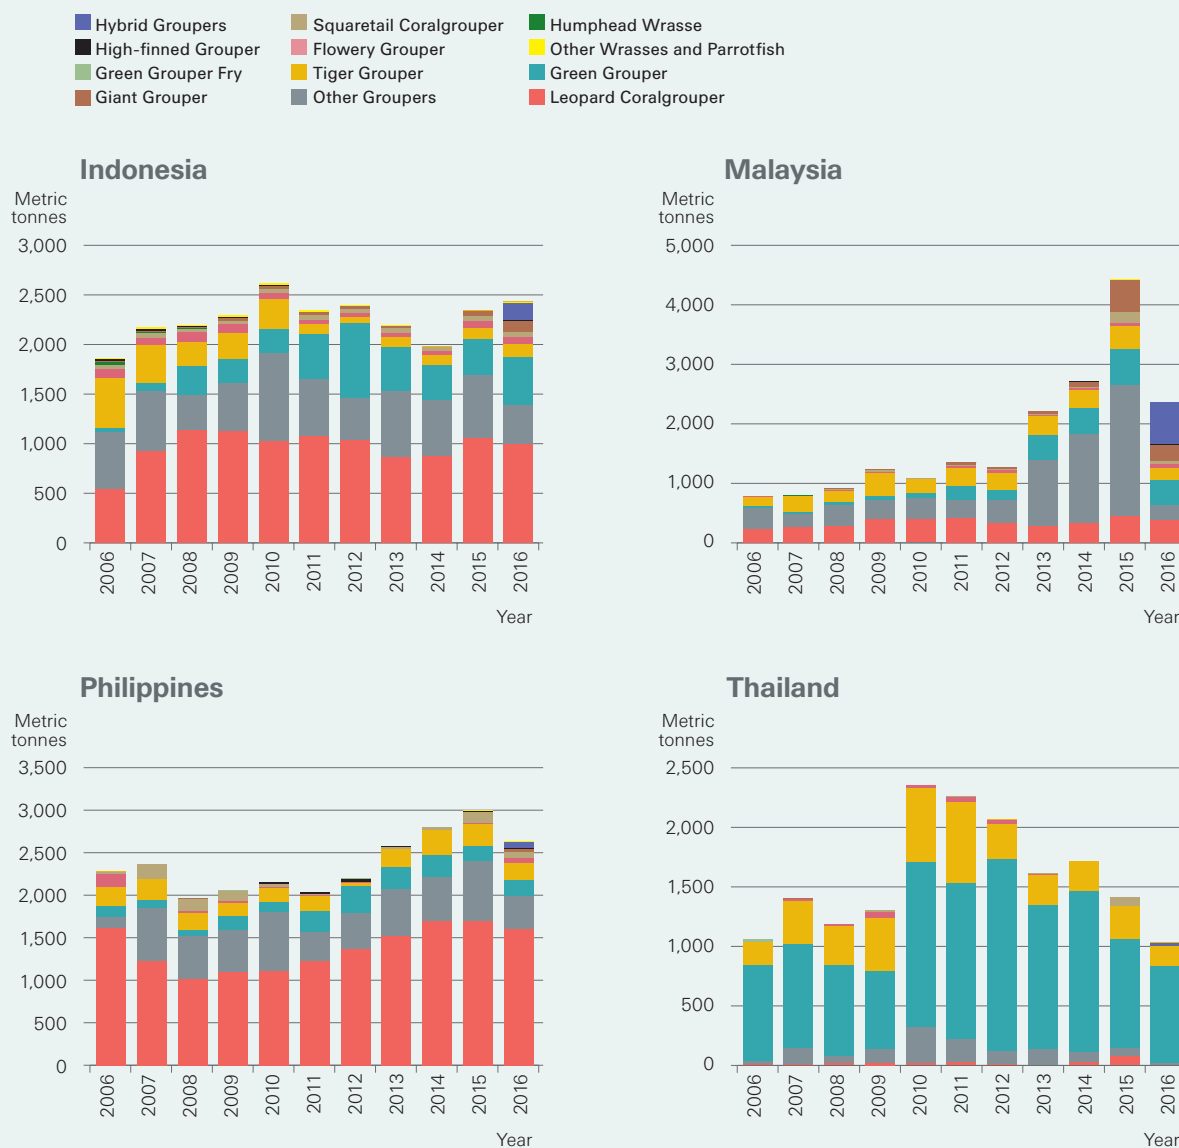 Hybrid Groupers
High-finned Grouper
Green Grouper Fry
Giant Grouper
Squaretail Coralgrouper
Flowery Grouper
Tiger Grouper
Other Groupers
Humphead Wrasse
Other Wrasses and Parrotfish
Green Grouper
Leopard Coralgrouper
Indonesia
Metric
tonnes
3,000
2,500
2,000
1,500
1,000
500
0
2006 2007 2008 2009 2010 2011 2012 2013 2014 2015 2016
Year
Malaysia
Metric
tonnes
5,000
4,000
3,000
2,000
1,000
0
2006 2007 2008 2009 2010 2011 2012 2013 2014 2015 2016
Year
Philippines
Metric
tonnes
3,500
3,000
2,500
2,000
1,500
1,000
500
0
2006 2007 2008 2009 2010 2011 2012 2013 2014 2015 2016
Year
Thailand
Metric
tonnes
2,500
2,000
1,500
1,000
500
0
2006 2007 2008 2009 2010 2011 2012 2013 2014 2015 2016
Year